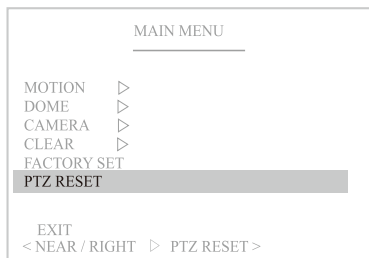 MAIN MENU
MOTION ▷
DOME ▷
CAMERA ▷
CLEAR ▷
FACTORY SET
PTZ RESET
EXIT
< NEAR / RIGHT ▷ PTZ RESET >